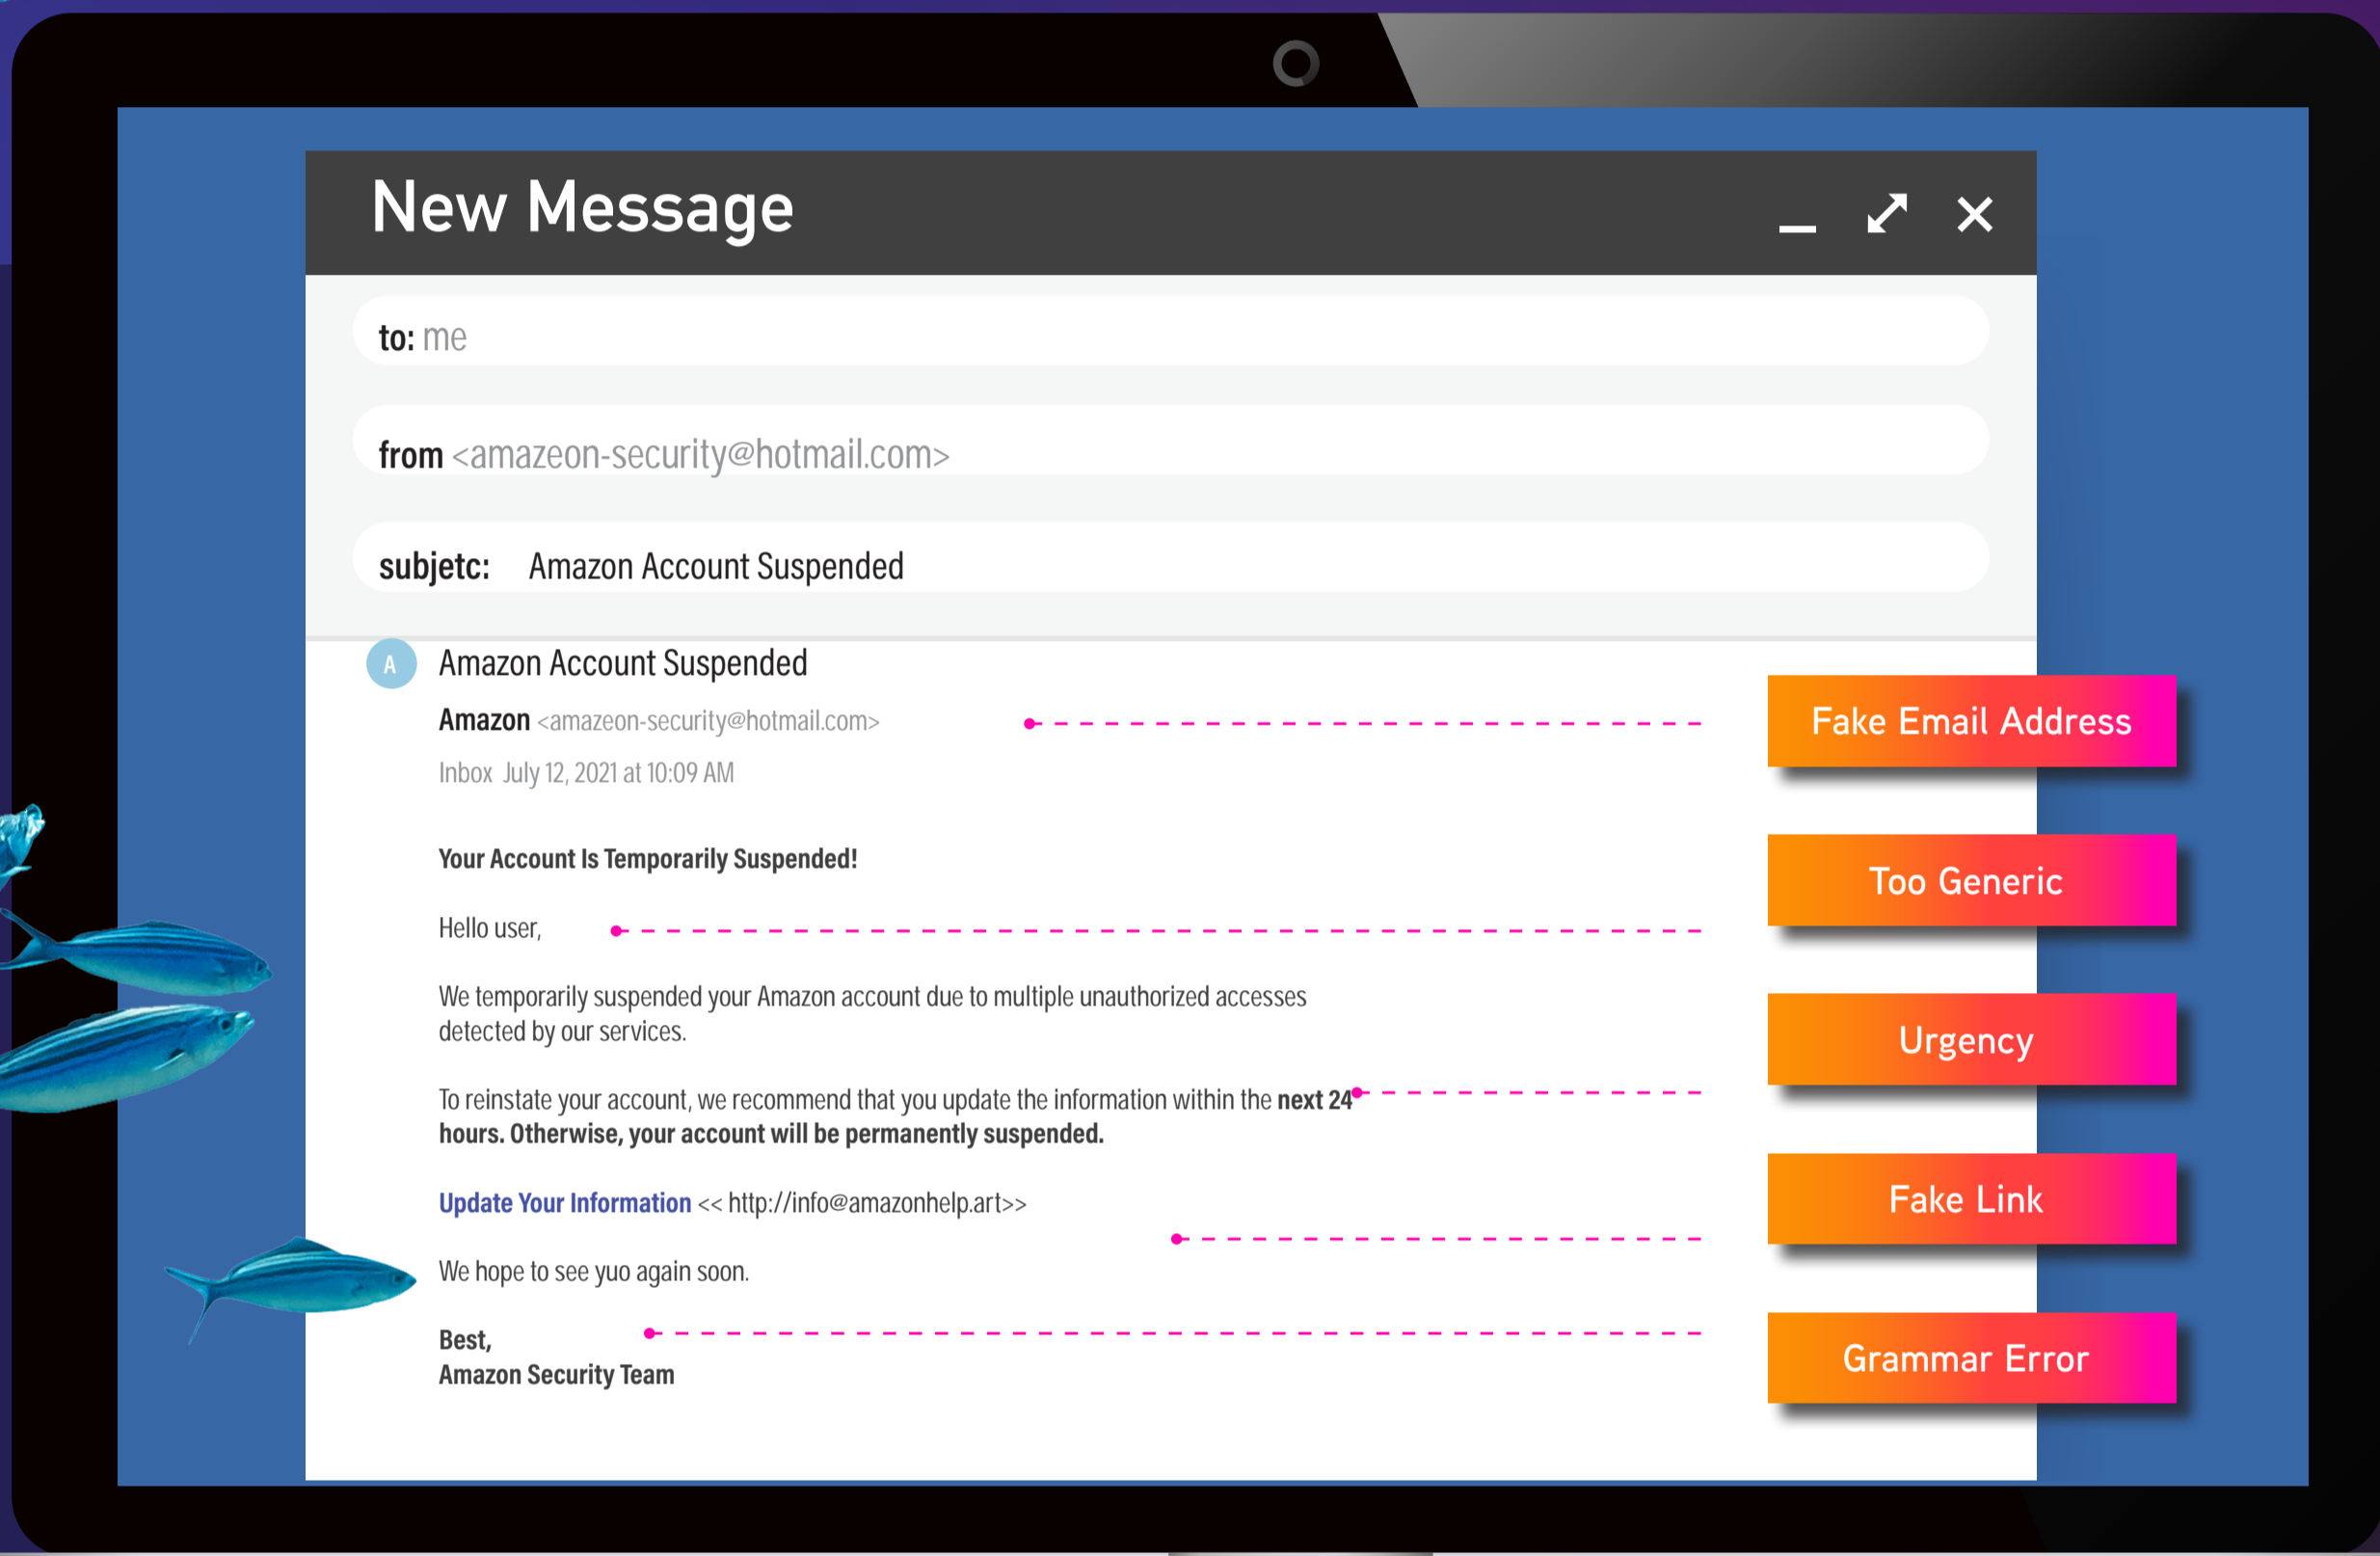 New Message
to: me
from <amazeon-security@hotmail.com>
subjetc: Amazon Account Suspended
A Amazon Account Suspended
Amazon <amazeon-security@hotmail.com>
Fake Email Address
Inbox July 12, 2021 at 10:09 AM
Your Account Is Temporarily Suspended!
Too Generic
Hello user,
We temporarily suspended your Amazon account due to multiple unauthorized accesses
detected by our services.
Urgency
To reinstate your account, we recommend that you update the information within the next 24
hours. Otherwise, your account will be permanently suspended.
Update Your Information << http://info@amazonhelp.art>>
Fake Link
We hope to see yuo again soon.
Best,
Grammar Error
Amazon Security Team